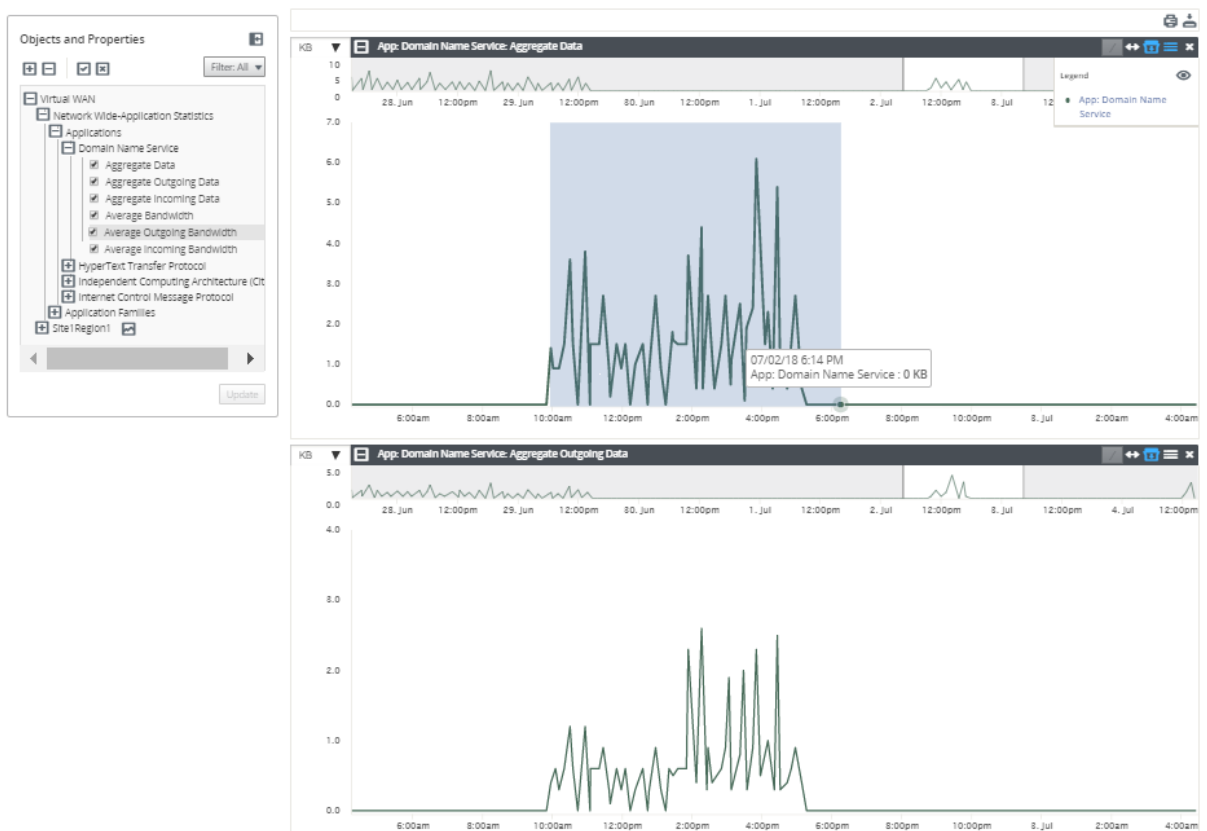 Objects and Properties
Filter: All
Virtual WAN
Network Wide-Application Statistics
Applications
Domain Name Service
Aggregate Data
Aggregate Outgoing Data
Aggregate Incoming Data
Average Bandwidth
Average Outgoing Bandwidth
Average Incoming Bandwidth
HyperText Transfer Protocol
Independent Computing Architecture (Cit
Internet Control Message Protocol
Application Families
Site1Region1
Update
KB App: Domain Name Service: Aggregate Data
10
5
0
28. Jun 12:00pm 29. Jun 12:00pm 30. Jun 12:00pm 1. Jul 12:00pm 2. Jul 12:00pm 3. Jul 12
Legend
App: Domain Name
Service
7.0
6.0
5.0
4.0
3.0
2.0
1.0
0.0
07/02/18 6:14 PM
App: Domain Name Service : 0 KB
6:00am 8:00am 10:00am 12:00pm 2:00pm 4:00pm 6:00pm 8:00pm 10:00pm 3. Jul 2:00am 4:00am
KB App: Domain Name Service: Aggregate Outgoing Data
5.0
0.0
28. Jun 12:00pm 29. Jun 12:00pm 30. Jun 12:00pm 1. Jul 12:00pm 2. Jul 12:00pm 3. Jul 12:00pm 4. Jul 12:00pm
4.0
3.0
2.0
1.0
0.0
6:00am 8:00am 10:00am 12:00pm 2:00pm 4:00pm 6:00pm 8:00pm 10:00pm 3. Jul 2:00am 4:00am